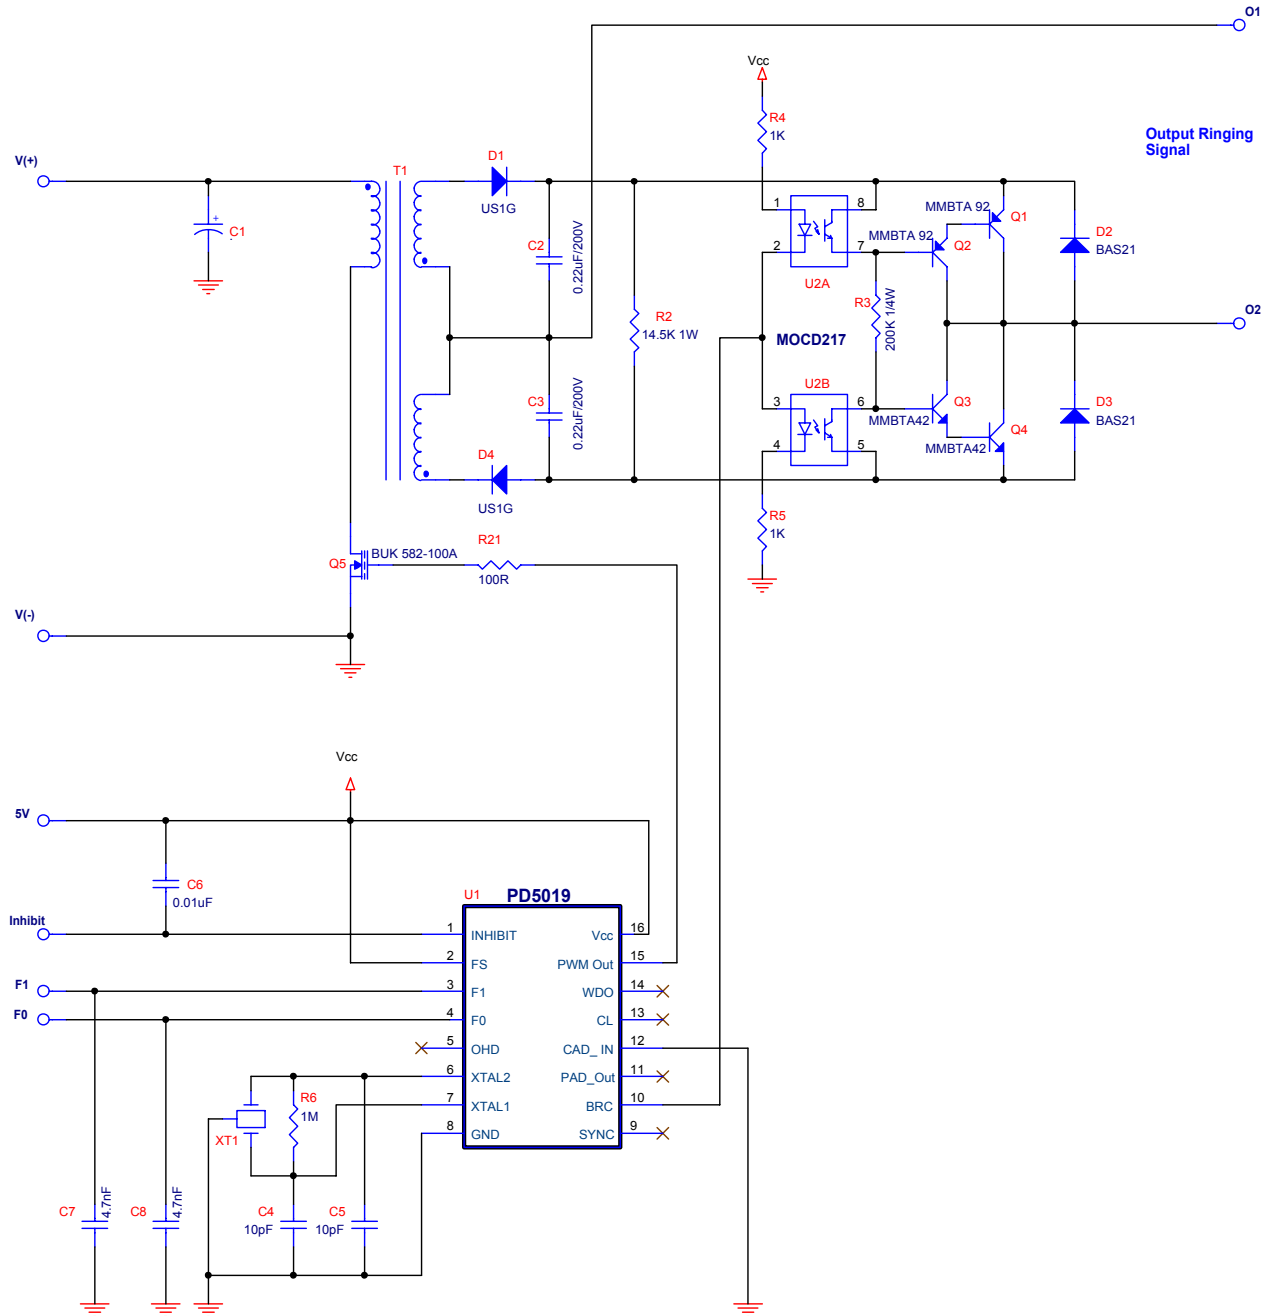 O1
Vcc
R4
1K
Output Ringing
Signal
V(+)
T1
D1
US1G
+
C1
C2
0.22uF/200V
1
2
8
7
U2A
MMBTA 92
Q1
MMBTA 92
Q2
D2
BAS21
R2
14.5K 1W
R3
200K 1/4W
MOCD217
O2
C3
0.22uF/200V
U2B
3
4
6
5
Q3
MMBTA42
Q4
MMBTA42
D3
BAS21
D4
US1G
R5
1K
Q5
BUK 582-100A
R21
100R
V(-)
Vcc
5V
C6
0.01uF
Inhibit
F1
F0
U1
PD5019
1
INHIBIT
Vcc
16
2
FS
PWM Out
15
3
F1
WDO
14
4
F0
CL
13
5
OHD
CAD_ IN
12
6
XTAL2
PAD_Out
11
7
XTAL1
BRC
10
8
GND
SYNC
9
R6
1M
XT1
C7
4.7nF
C8
4.7nF
C4
10pF
C5
10pF